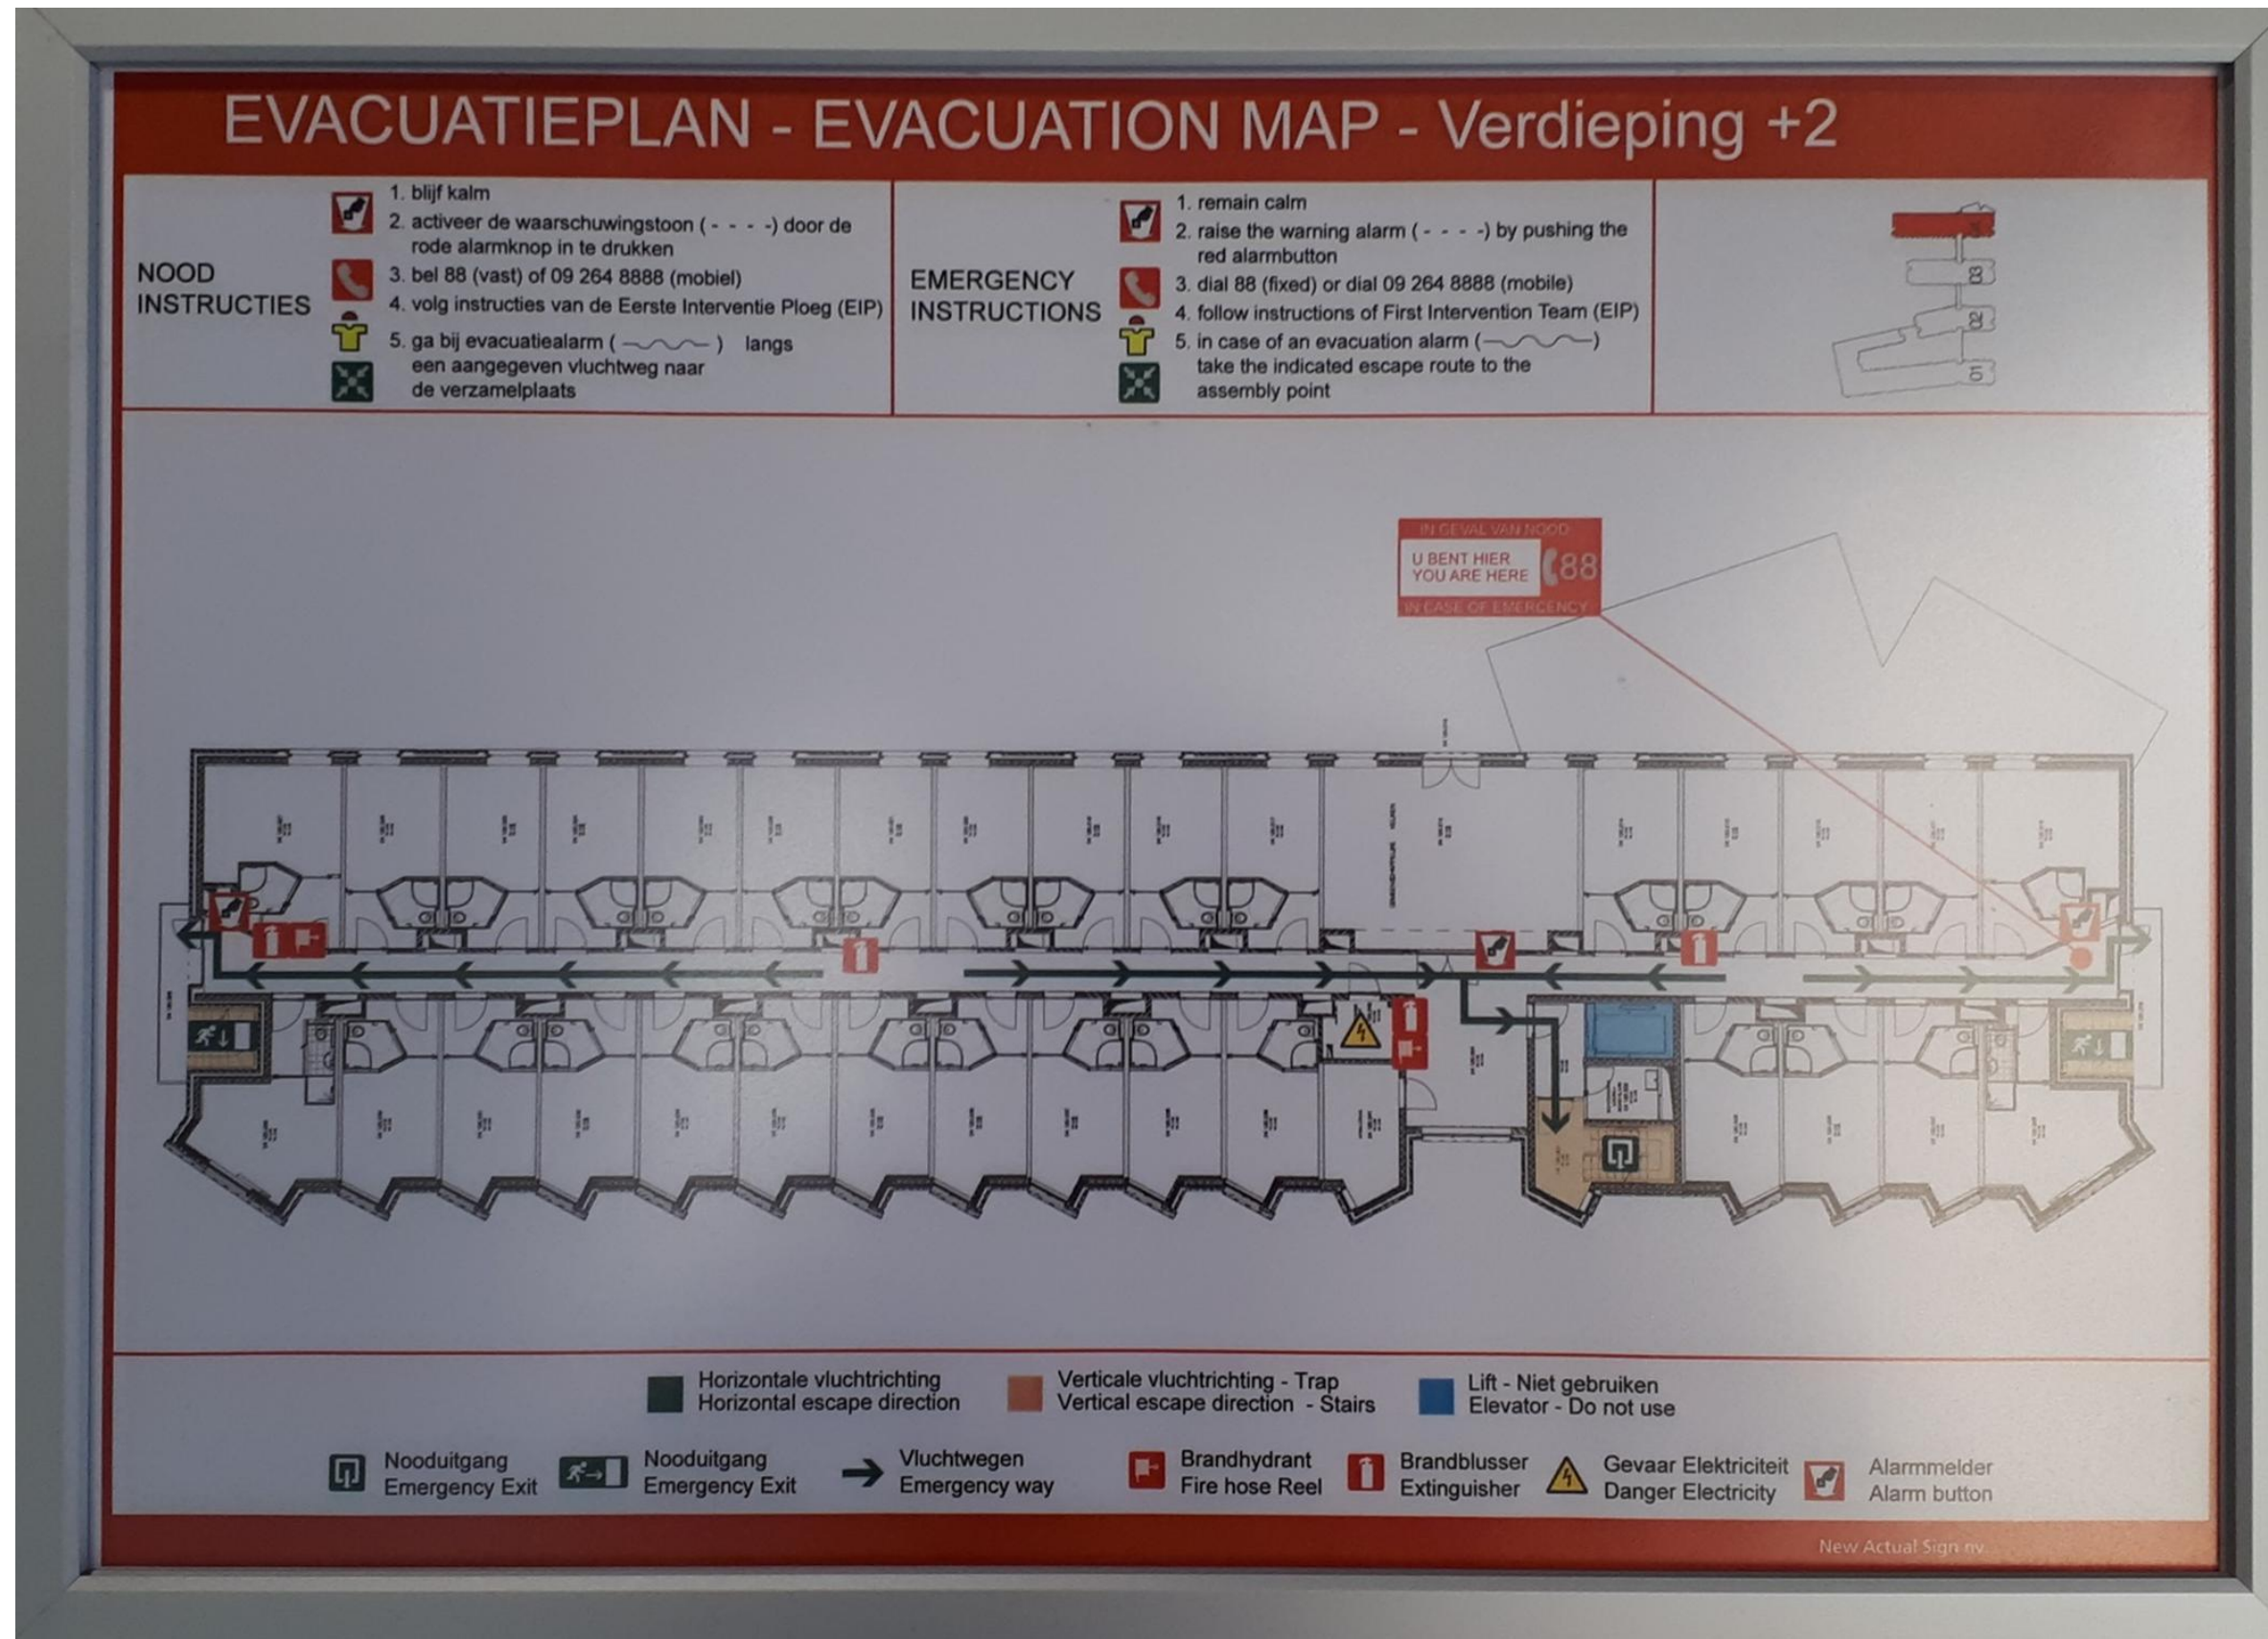 EVACUATIEPLAN - EVACUATION MAP - Verdieping +2
NOOD
INSTRUCTIES
1. blijf kalm
2. activeer de waarschuwingstoon ( - - - -) door de
rode alarmknop in te drukken
3. bel 88 (vast) of 09 264 8888 (mobiel)
4. volg instructies van de Eerste Interventie Ploeg (EIP)
5. ga bij evacuatiealarm ( ) langs
een aangegeven vluchtweg naar
de verzamelplaats
EMERGENCY
INSTRUCTIONS
1. remain calm
2. raise the warning alarm ( - - - -) by pushing the
red alarmbutton
3. dial 88 (fixed) or dial 09 264 8888 (mobile)
4. follow instructions of First Intervention Team (EIP)
5. in case of an evacuation alarm ( )
take the indicated escape route to the
assembly point
03
02
01
IN GEVAL VAN NOOD
U BENT HIER
YOU ARE HERE
88
IN CASE OF EMERGENCY
Horizontale vluchtrichting
Horizontal escape direction
Verticale vluchtrichting - Trap
Vertical escape direction - Stairs
Lift - Niet gebruiken
Elevator - Do not use
Nooduitgang
Emergency Exit
Nooduitgang
Emergency Exit
Vluchtwegen
Emergency way
Brandhydrant
Fire hose Reel
Brandblusser
Extinguisher
Gevaar Elektriciteit
Danger Electricity
Alarmmelder
Alarm button
New Actual Sign nv.